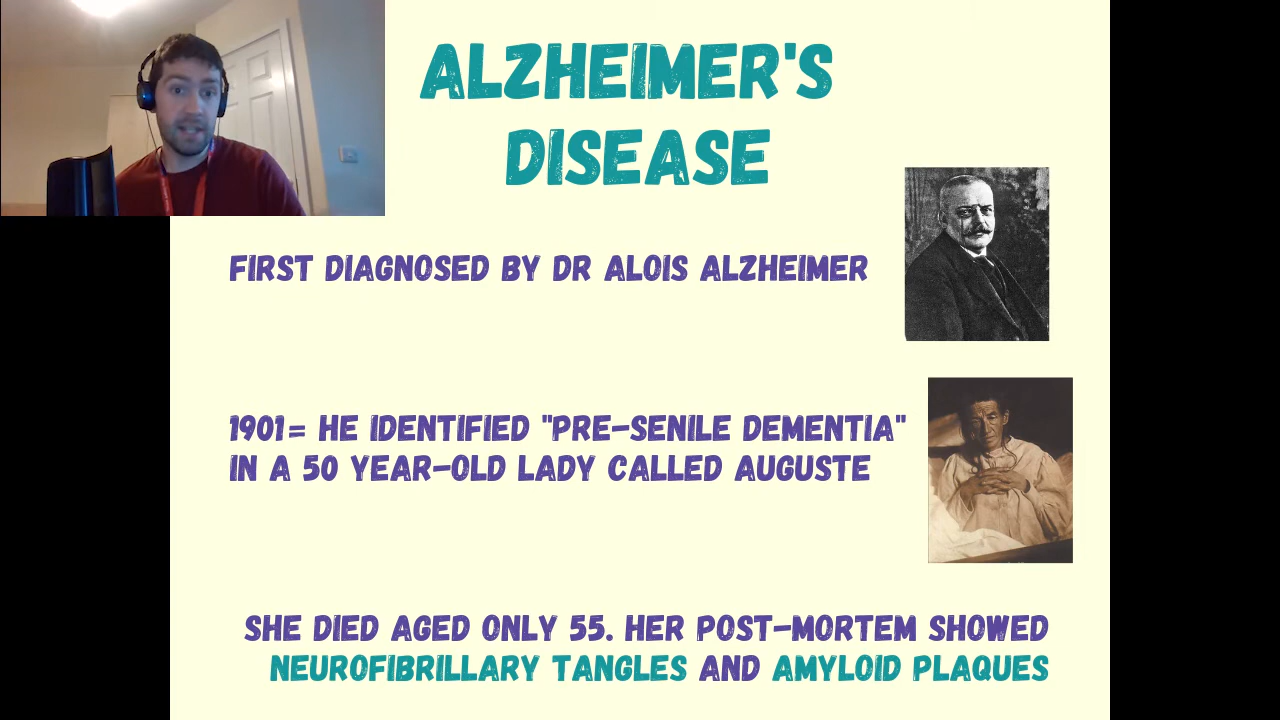 ALZHEIMER'S
DISEASE
FIRST DIAGNOSED BY DR ALOIS ALZHEIMER
1901= HE IDENTIFIED "PRE-SENILE DEMENTIA"
IN A 50 YEAR-OLD LADY CALLED AUGUSTE
SHE DIED AGED ONLY 55. HER POST-MORTEM SHOWED
NEUROFIBRILLARY TANGLES AND AMYLOID PLAQUES